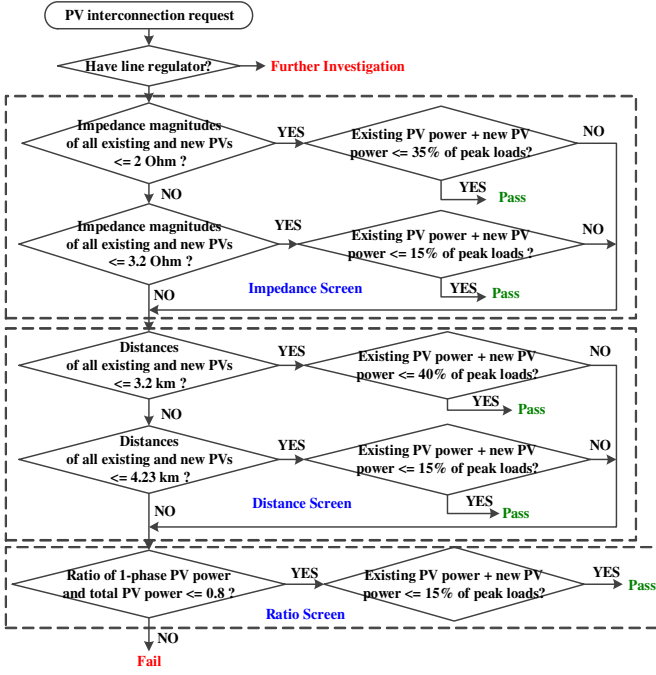 PV interconnection request
Have line regulator?
Further Investigation
Impedance magnitudes
of all existing and new PVs
<= 2 Ohm ?
YES
Existing PV power + new PV
power <= 35% of peak loads?
NO
YES
Pass
NO
Impedance magnitudes
of all existing and new PVs
<= 3.2 Ohm ?
YES
Existing PV power + new PV
power <= 15% of peak loads ?
NO
YES
Pass
NO
Impedance Screen
Distances
of all existing and new PVs
<= 3.2 km ?
YES
Existing PV power + new PV
power <= 40% of peak loads?
NO
YES
Pass
NO
Distances
of all existing and new PVs
<= 4.23 km ?
YES
Existing PV power + new PV
power <= 15% of peak loads?
NO
YES
Pass
NO
Distance Screen
Ratio of 1-phase PV power
and total PV power <= 0.8 ?
YES
Existing PV power + new PV
power <= 15% of peak loads?
YES
Pass
Ratio Screen
NO
Fail